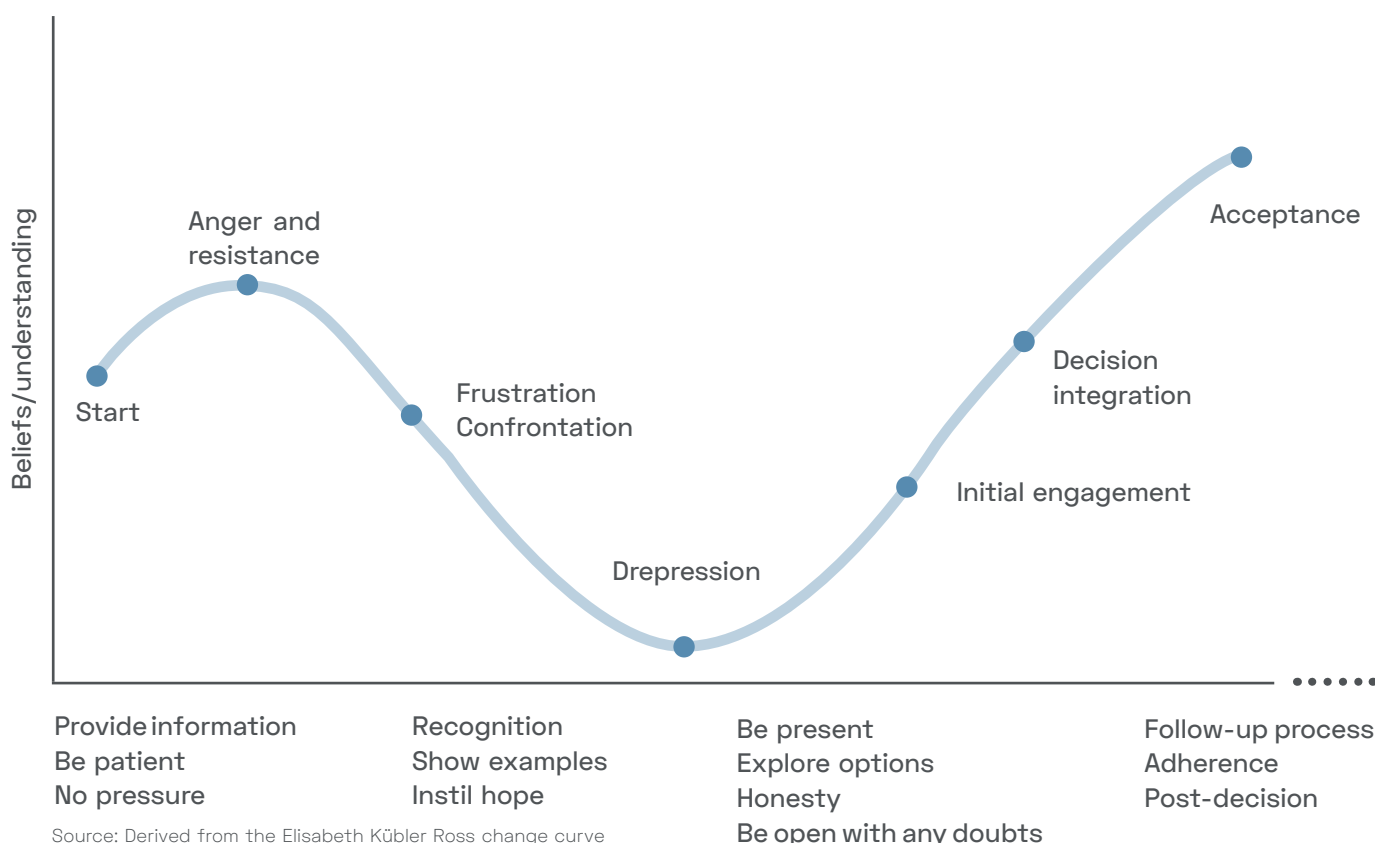 Beliefs/understanding
Anger and
resistance
Start
Frustration
Confrontation
Drepression
Initial engagement
Decision
integration
Acceptance
Provide information
Be patient
No pressure
Recognition
Show examples
Instil hope
Be present
Explore options
Honesty
Be open with any doubts
Follow-up process
Adherence
Post-decision
Source: Derived from the Elisabeth Kübler Ross change curve